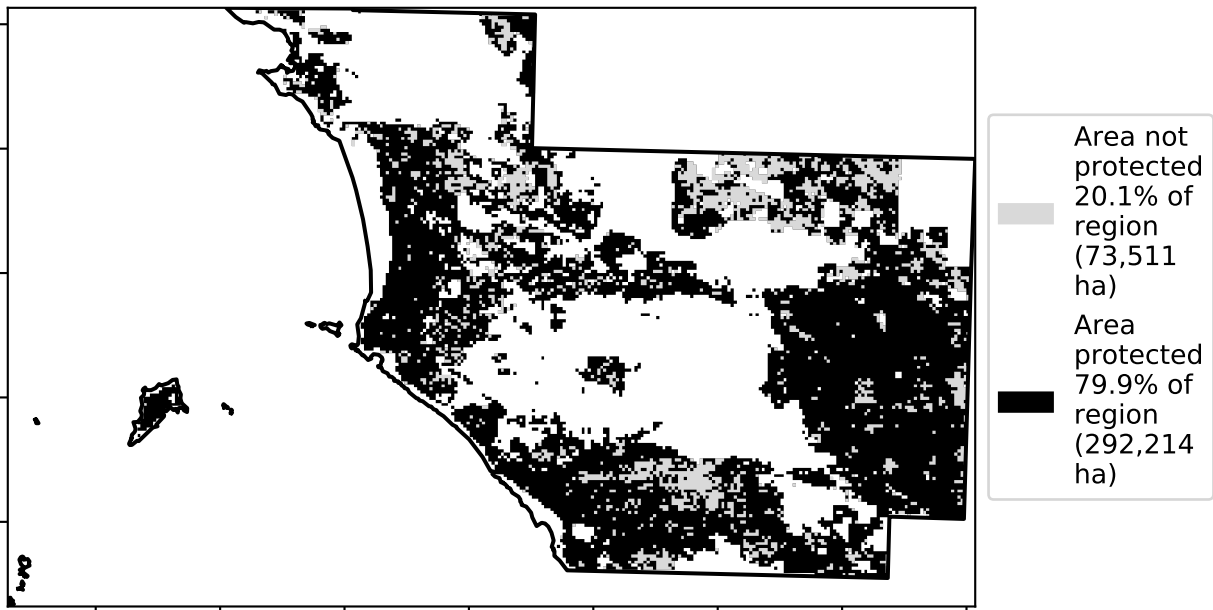 Area not
protected
20.1% of
region
(73,511
ha)
Area
protected
79.9% of
region
(292,214
ha)